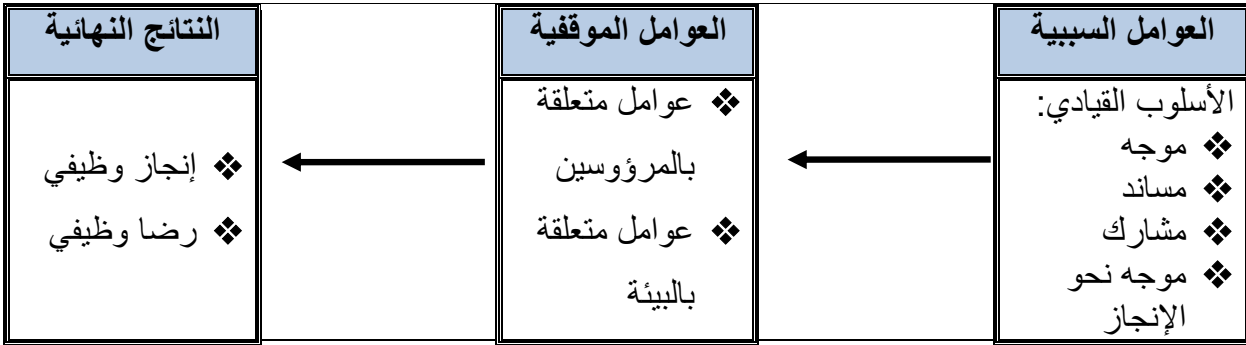 العوامل السببية
الأسلوب القيادي:
❖ موجه
❖ مساند
❖ مشارك
❖ موجه نحو
الإنجاز
العوامل الموقفية
❖ عوامل متعلقة
بالمرؤوسين
❖ عوامل متعلقة
بالبيئة
النتائج النهائية
❖ إنجاز وظيفي
❖ رضا وظيفي